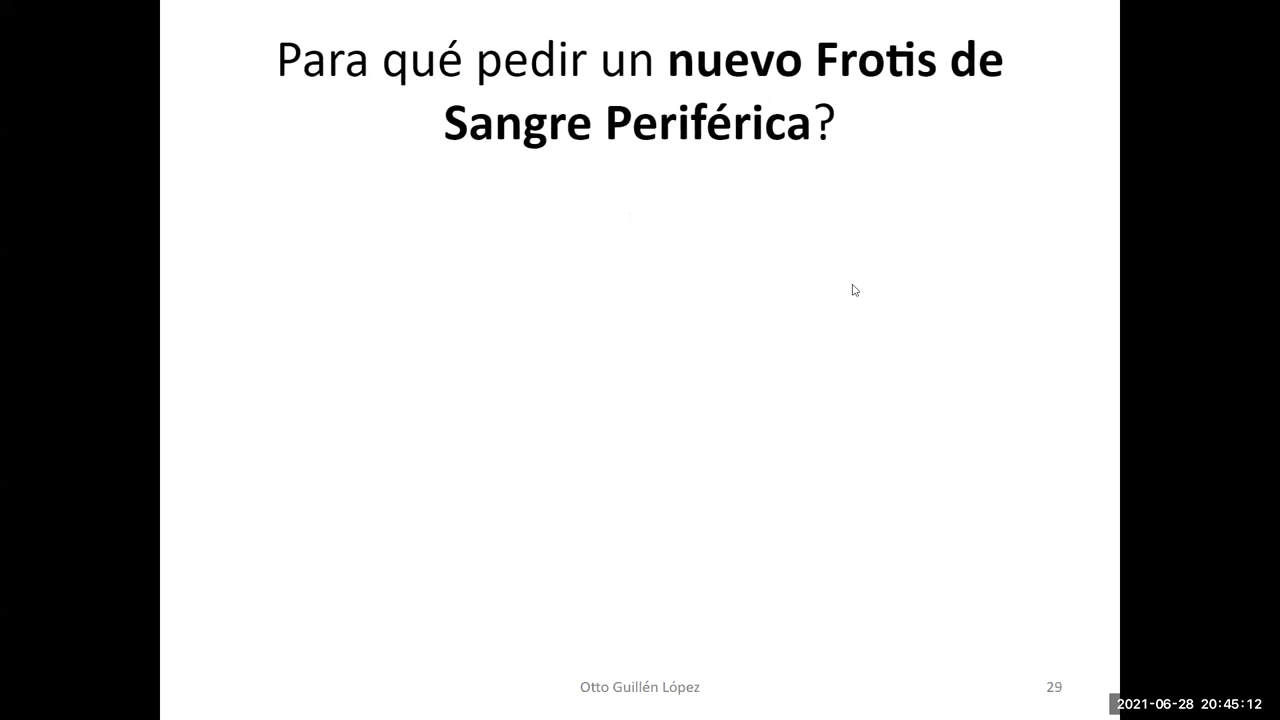 Para qué pedir un nuevo Frotis de
Sangre Periférica?
Otto Guillén López
29
2021-06-28 20:45:12